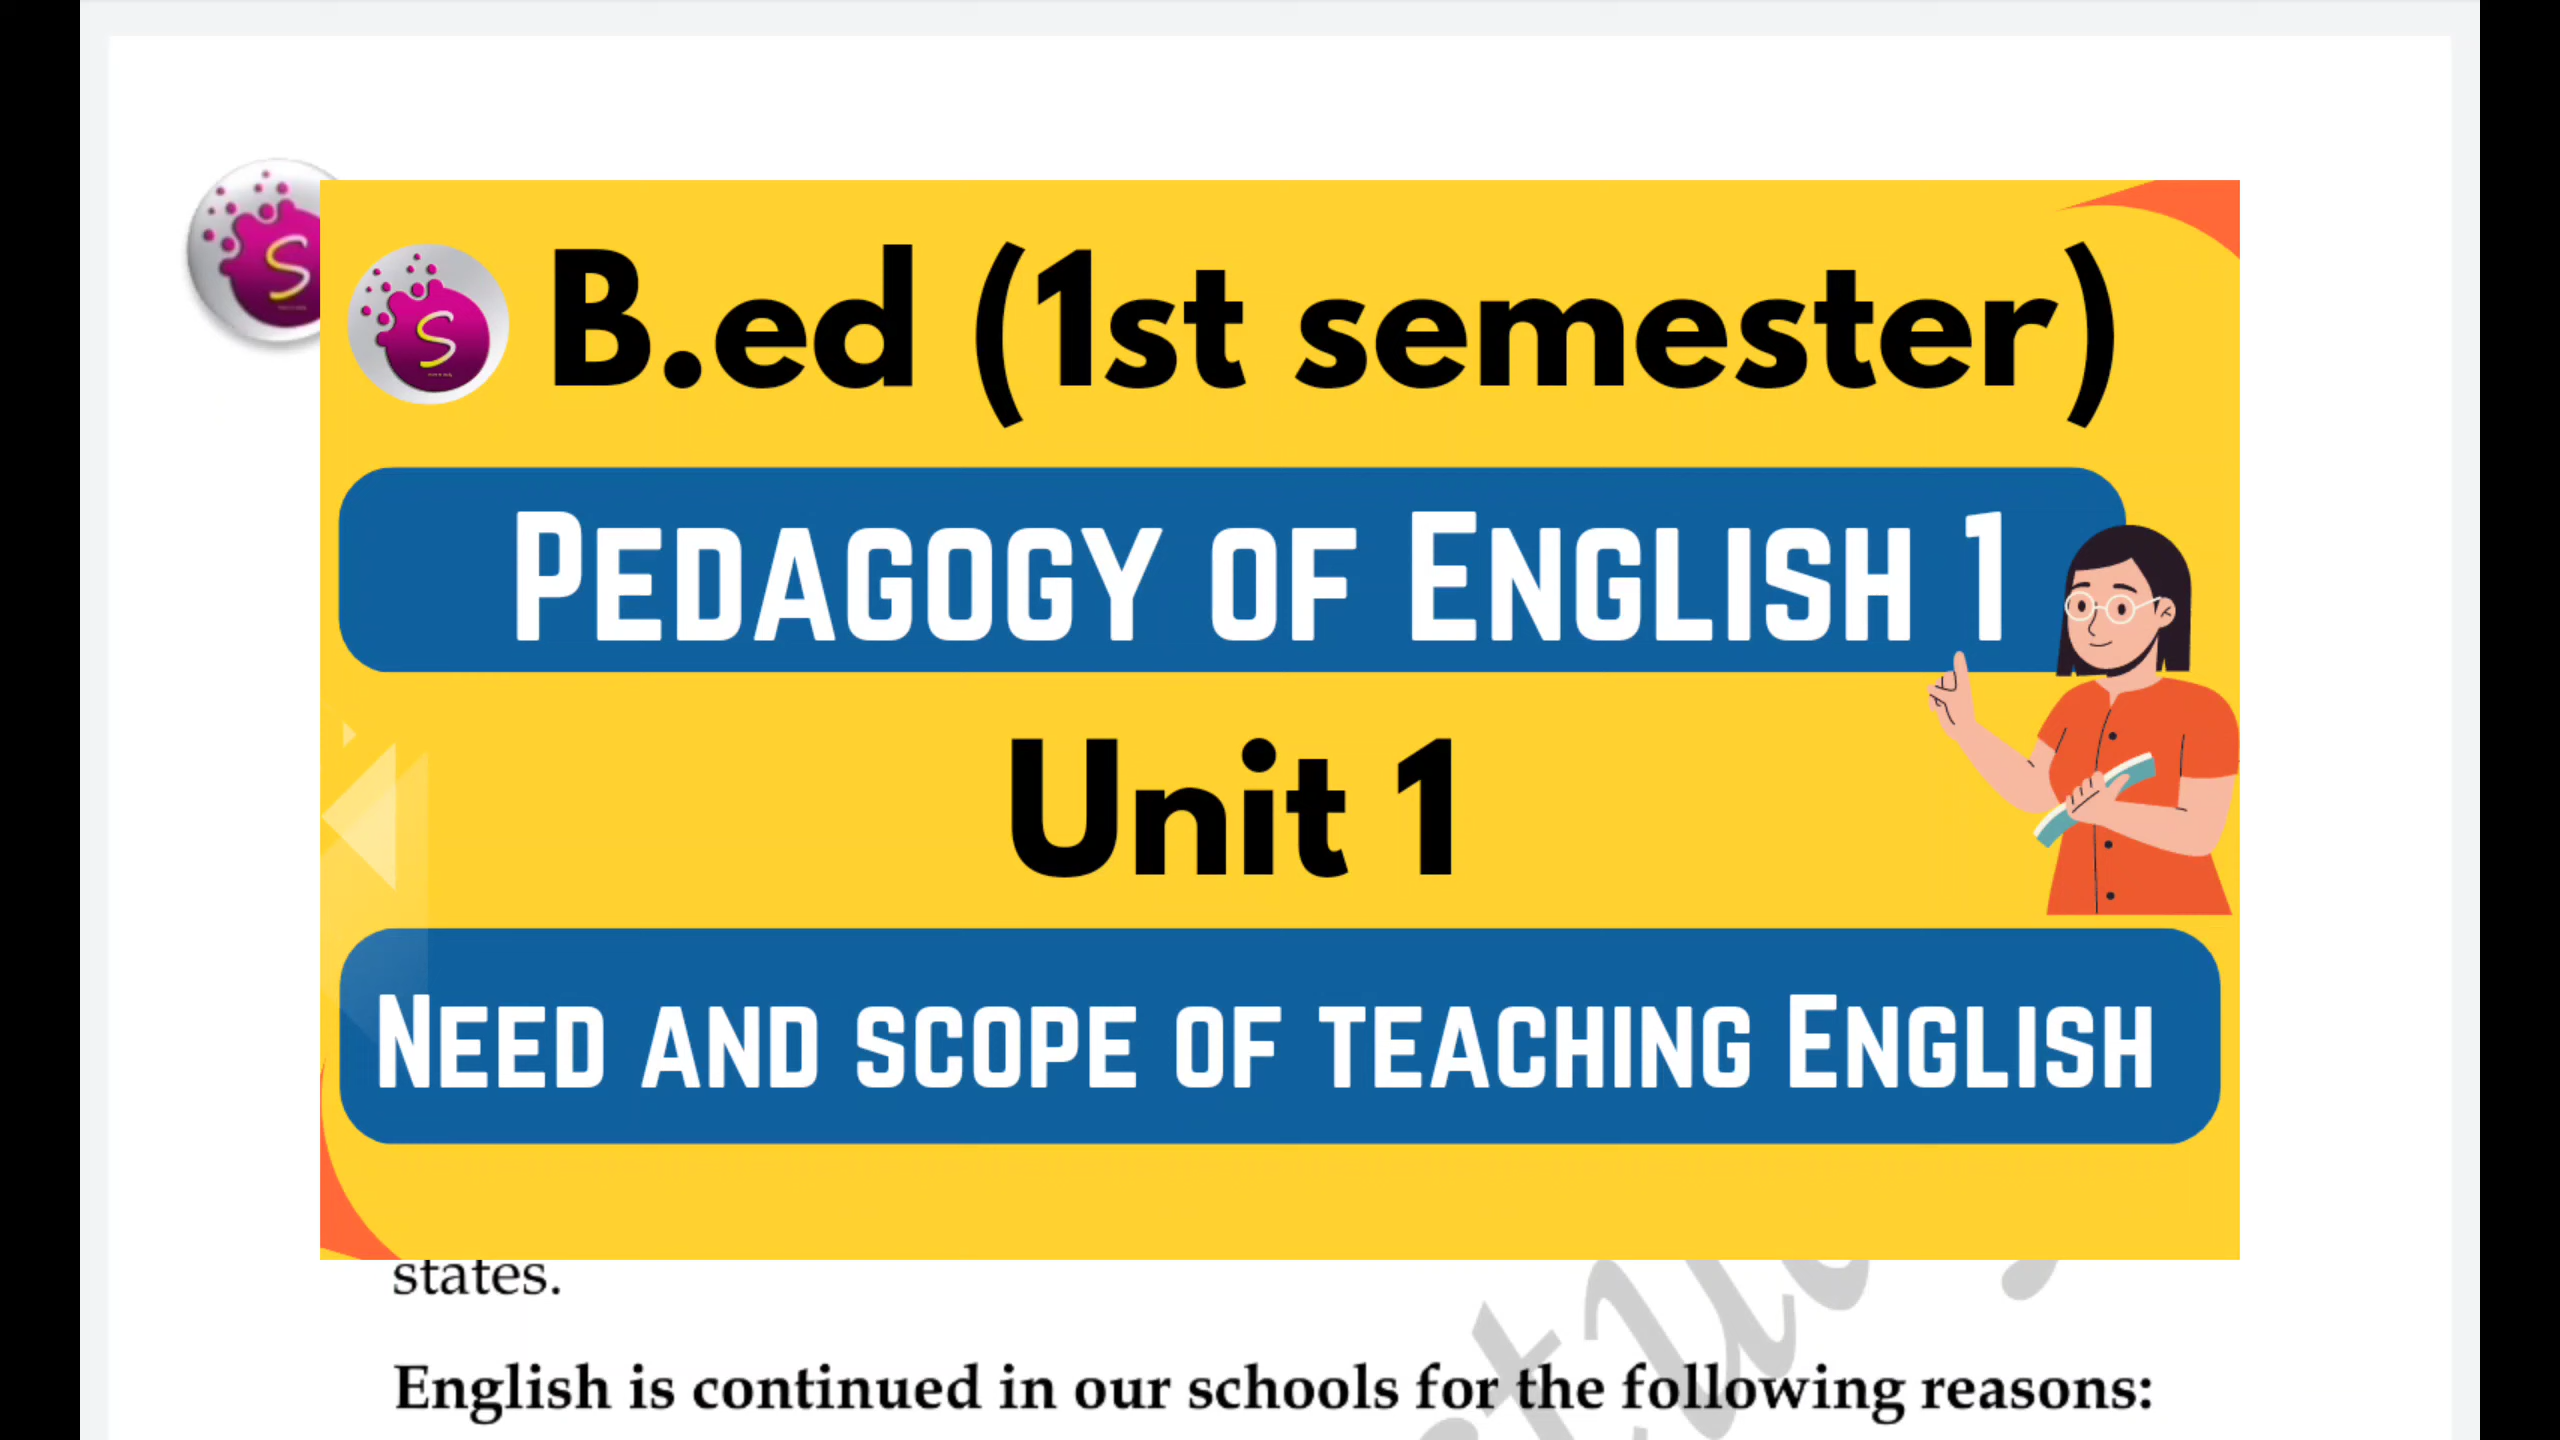 S
S
B.ed (1st semester)
PEDAGOGY OF ENGLISH 1
Unit 1
NEED AND SCOPE OF TEACHING ENGLISH
states.
English is continued in our schools for the following reasons: